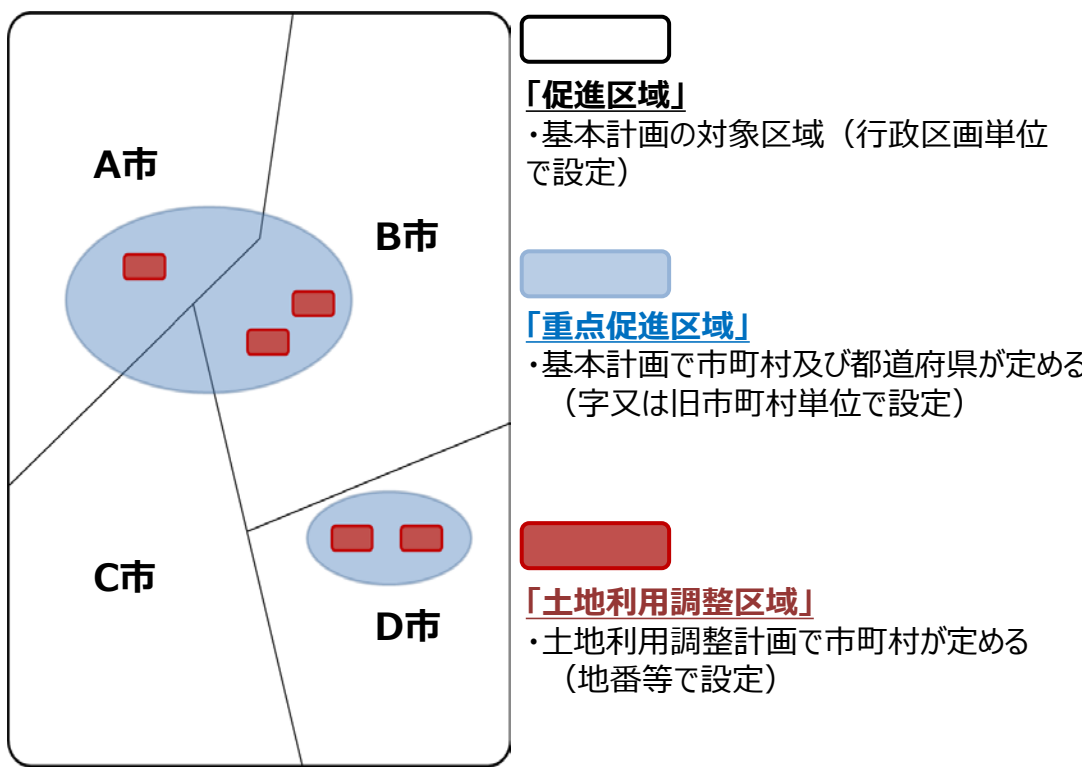 A市
B市
C市
D市
「促進区域」
・基本計画の対象区域（行政区画単位
で設定）
「重点促進区域」
・基本計画で市町村及び都道府県が定める
（字又は旧市町村単位で設定）
「土地利用調整区域」
・土地利用調整計画で市町村が定める
（地番等で設定）